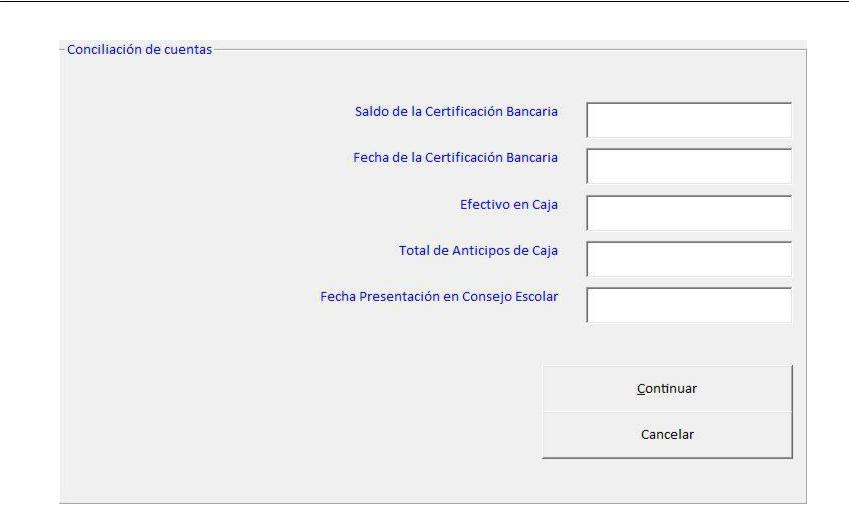 Conciliación de cuentas
Saldo de la Certificación Bancaria
Fecha de la Certificación Bancaria
Efectivo en Caja
Total de Anticipos de Caja
Fecha Presentación en Consejo Escolar
Continuar
Cancelar